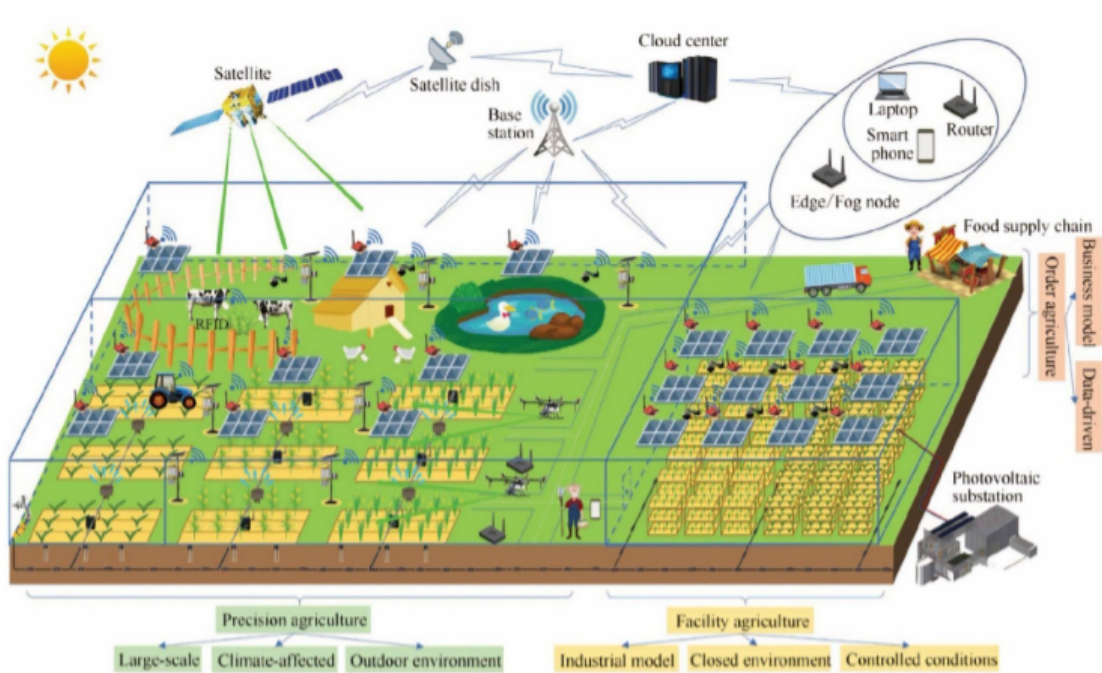 Satellite
Satellite dish
Cloud center
Base
station
Laptop
Router
Smart
phone
Edge/Fog node
Food supply chain
Business model
Order agriculture
Data-driven
RFID
Photovoltaic
substation
Precision agriculture
Facility agriculture
Large-scale
Climate-affected
Outdoor environment
Industrial model
Closed environment
Controlled conditions